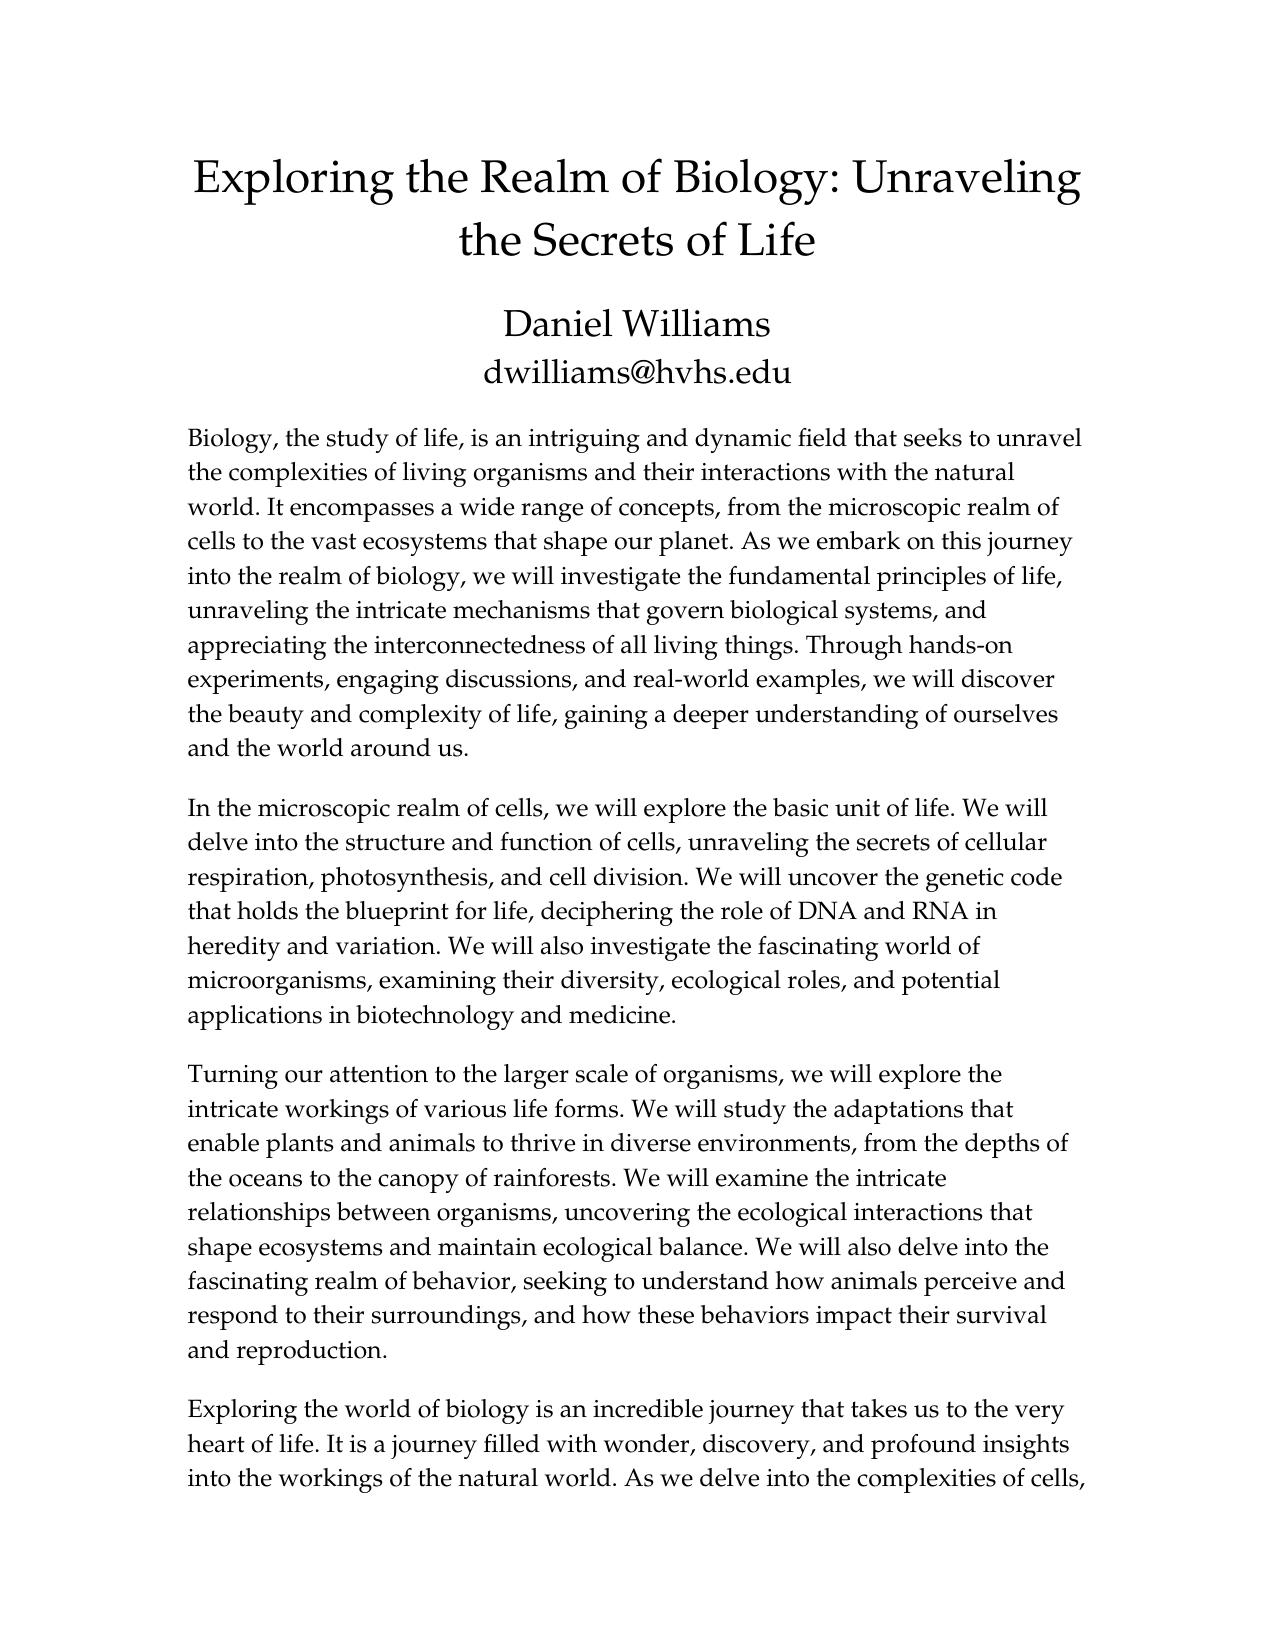 Exploring the Realm of Biology: Unraveling
the Secrets of Life
Daniel Williams
dwilliams@hvhs.edu
Biology, the study of life, is an intriguing and dynamic field that seeks to unravel
the complexities of living organisms and their interactions with the natural
world. It encompasses a wide range of concepts, from the microscopic realm of
cells to the vast ecosystems that shape our planet. As we embark on this journey
into the realm of biology, we will investigate the fundamental principles of life,
unraveling the intricate mechanisms that govern biological systems, and
appreciating the interconnectedness of all living things. Through hands-on
experiments, engaging discussions, and real-world examples, we will discover
the beauty and complexity of life, gaining a deeper understanding of ourselves
and the world around us.
In the microscopic realm of cells, we will explore the basic unit of life. We will
delve into the structure and function of cells, unraveling the secrets of cellular
respiration, photosynthesis, and cell division. We will uncover the genetic code
that holds the blueprint for life, deciphering the role of DNA and RNA in
heredity and variation. We will also investigate the fascinating world of
microorganisms, examining their diversity, ecological roles, and potential
applications in biotechnology and medicine.
Turning our attention to the larger scale of organisms, we will explore the
intricate workings of various life forms. We will study the adaptations that
enable plants and animals to thrive in diverse environments, from the depths of
the oceans to the canopy of rainforests. We will examine the intricate
relationships between organisms, uncovering the ecological interactions that
shape ecosystems and maintain ecological balance. We will also delve into the
fascinating realm of behavior, seeking to understand how animals perceive and
respond to their surroundings, and how these behaviors impact their survival
and reproduction.
Exploring the world of biology is an incredible journey that takes us to the very
heart of life. It is a journey filled with wonder, discovery, and profound insights
into the workings of the natural world. As we delve into the complexities of cells,